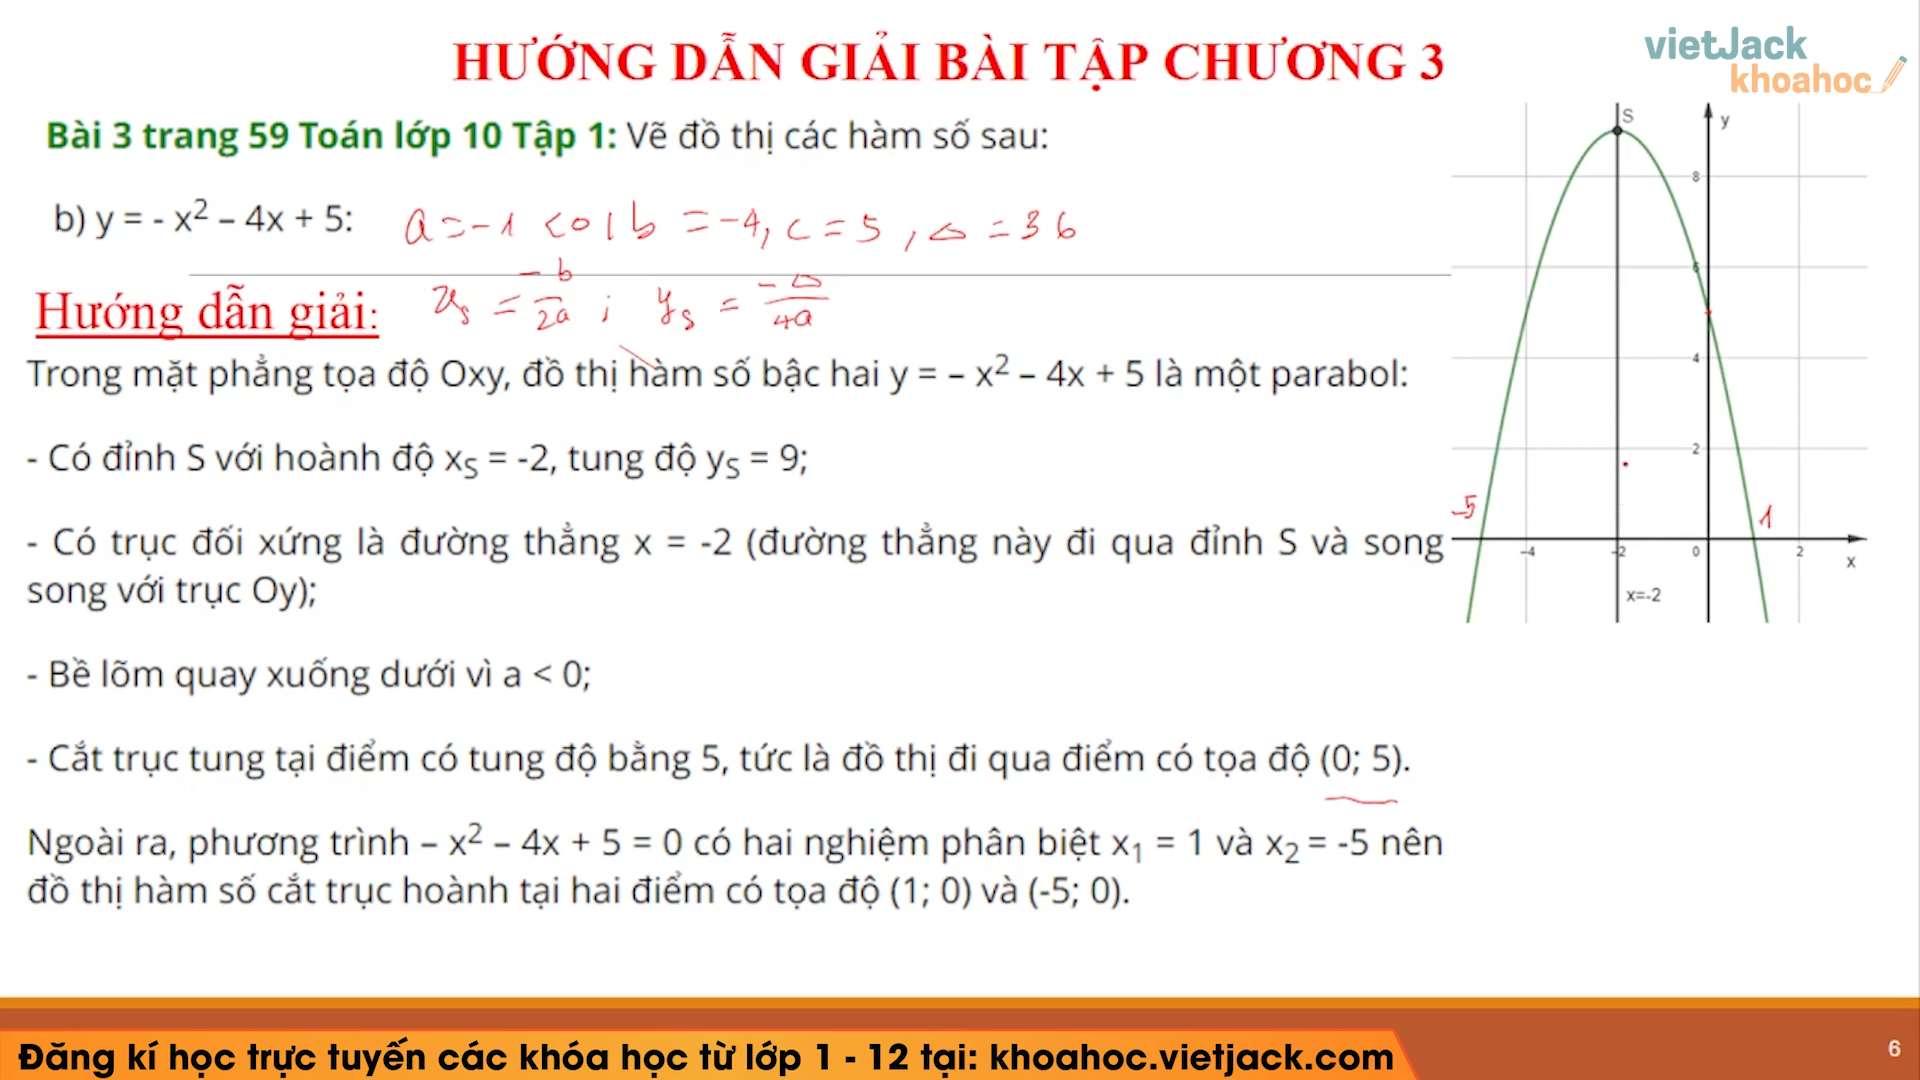 HƯỚNG DẪN GIẢI BÀI TẬP CHƯƠNG 3
vietJack
khoahoc
Bài 3 trang 59 Toán lớp 10 Tập 1: Vẽ đồ thị các hàm số sau:
b) y = - x² – 4x + 5:
a = -1 < 0, b = -4, c = 5, Δ = 36
Hướng dẫn giải:
x_S = -b/2a ; y_S = -Δ/4a
Trong mặt phẳng tọa độ Oxy, đồ thị hàm số bậc hai y = – x² – 4x + 5 là một parabol:
- Có đỉnh S với hoành độ x_S = -2, tung độ y_S = 9;
- Có trục đối xứng là đường thẳng x = -2 (đường thẳng này đi qua đỉnh S và song
song với trục Oy);
- Bề lõm quay xuống dưới vì a < 0;
- Cắt trục tung tại điểm có tung độ bằng 5, tức là đồ thị đi qua điểm có tọa độ (0; 5).
Ngoài ra, phương trình – x² – 4x + 5 = 0 có hai nghiệm phân biệt x₁ = 1 và x₂ = -5 nên
đồ thị hàm số cắt trục hoành tại hai điểm có tọa độ (1; 0) và (-5; 0).
S
y
8
6
4
2
-5
1
-4
-2
0
2
x
x=-2
Đăng kí học trực tuyến các khóa học từ lớp 1 - 12 tại: khoahoc.vietjack.com
6